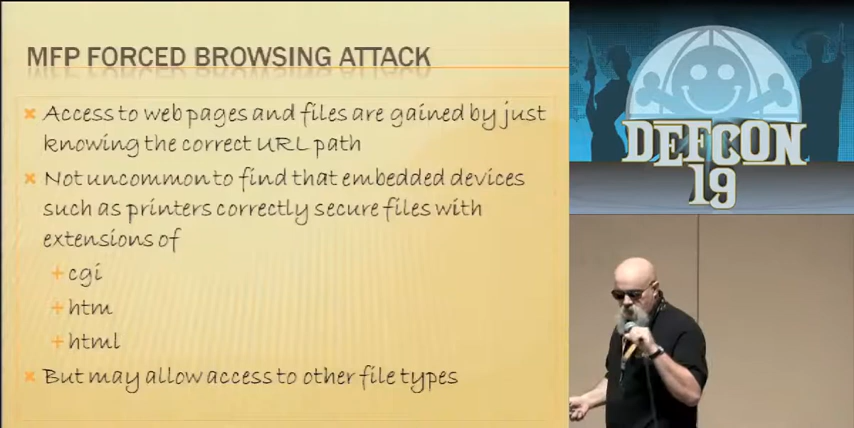 MFP FORCED BROWSING ATTACK
Access to web pages and files are gained by just
knowing the correct URL path
Not uncommon to find that embedded devices
such as printers correctly secure files with
extensions of
cgi
htm
html
But may allow access to other file types
DEFCON
19